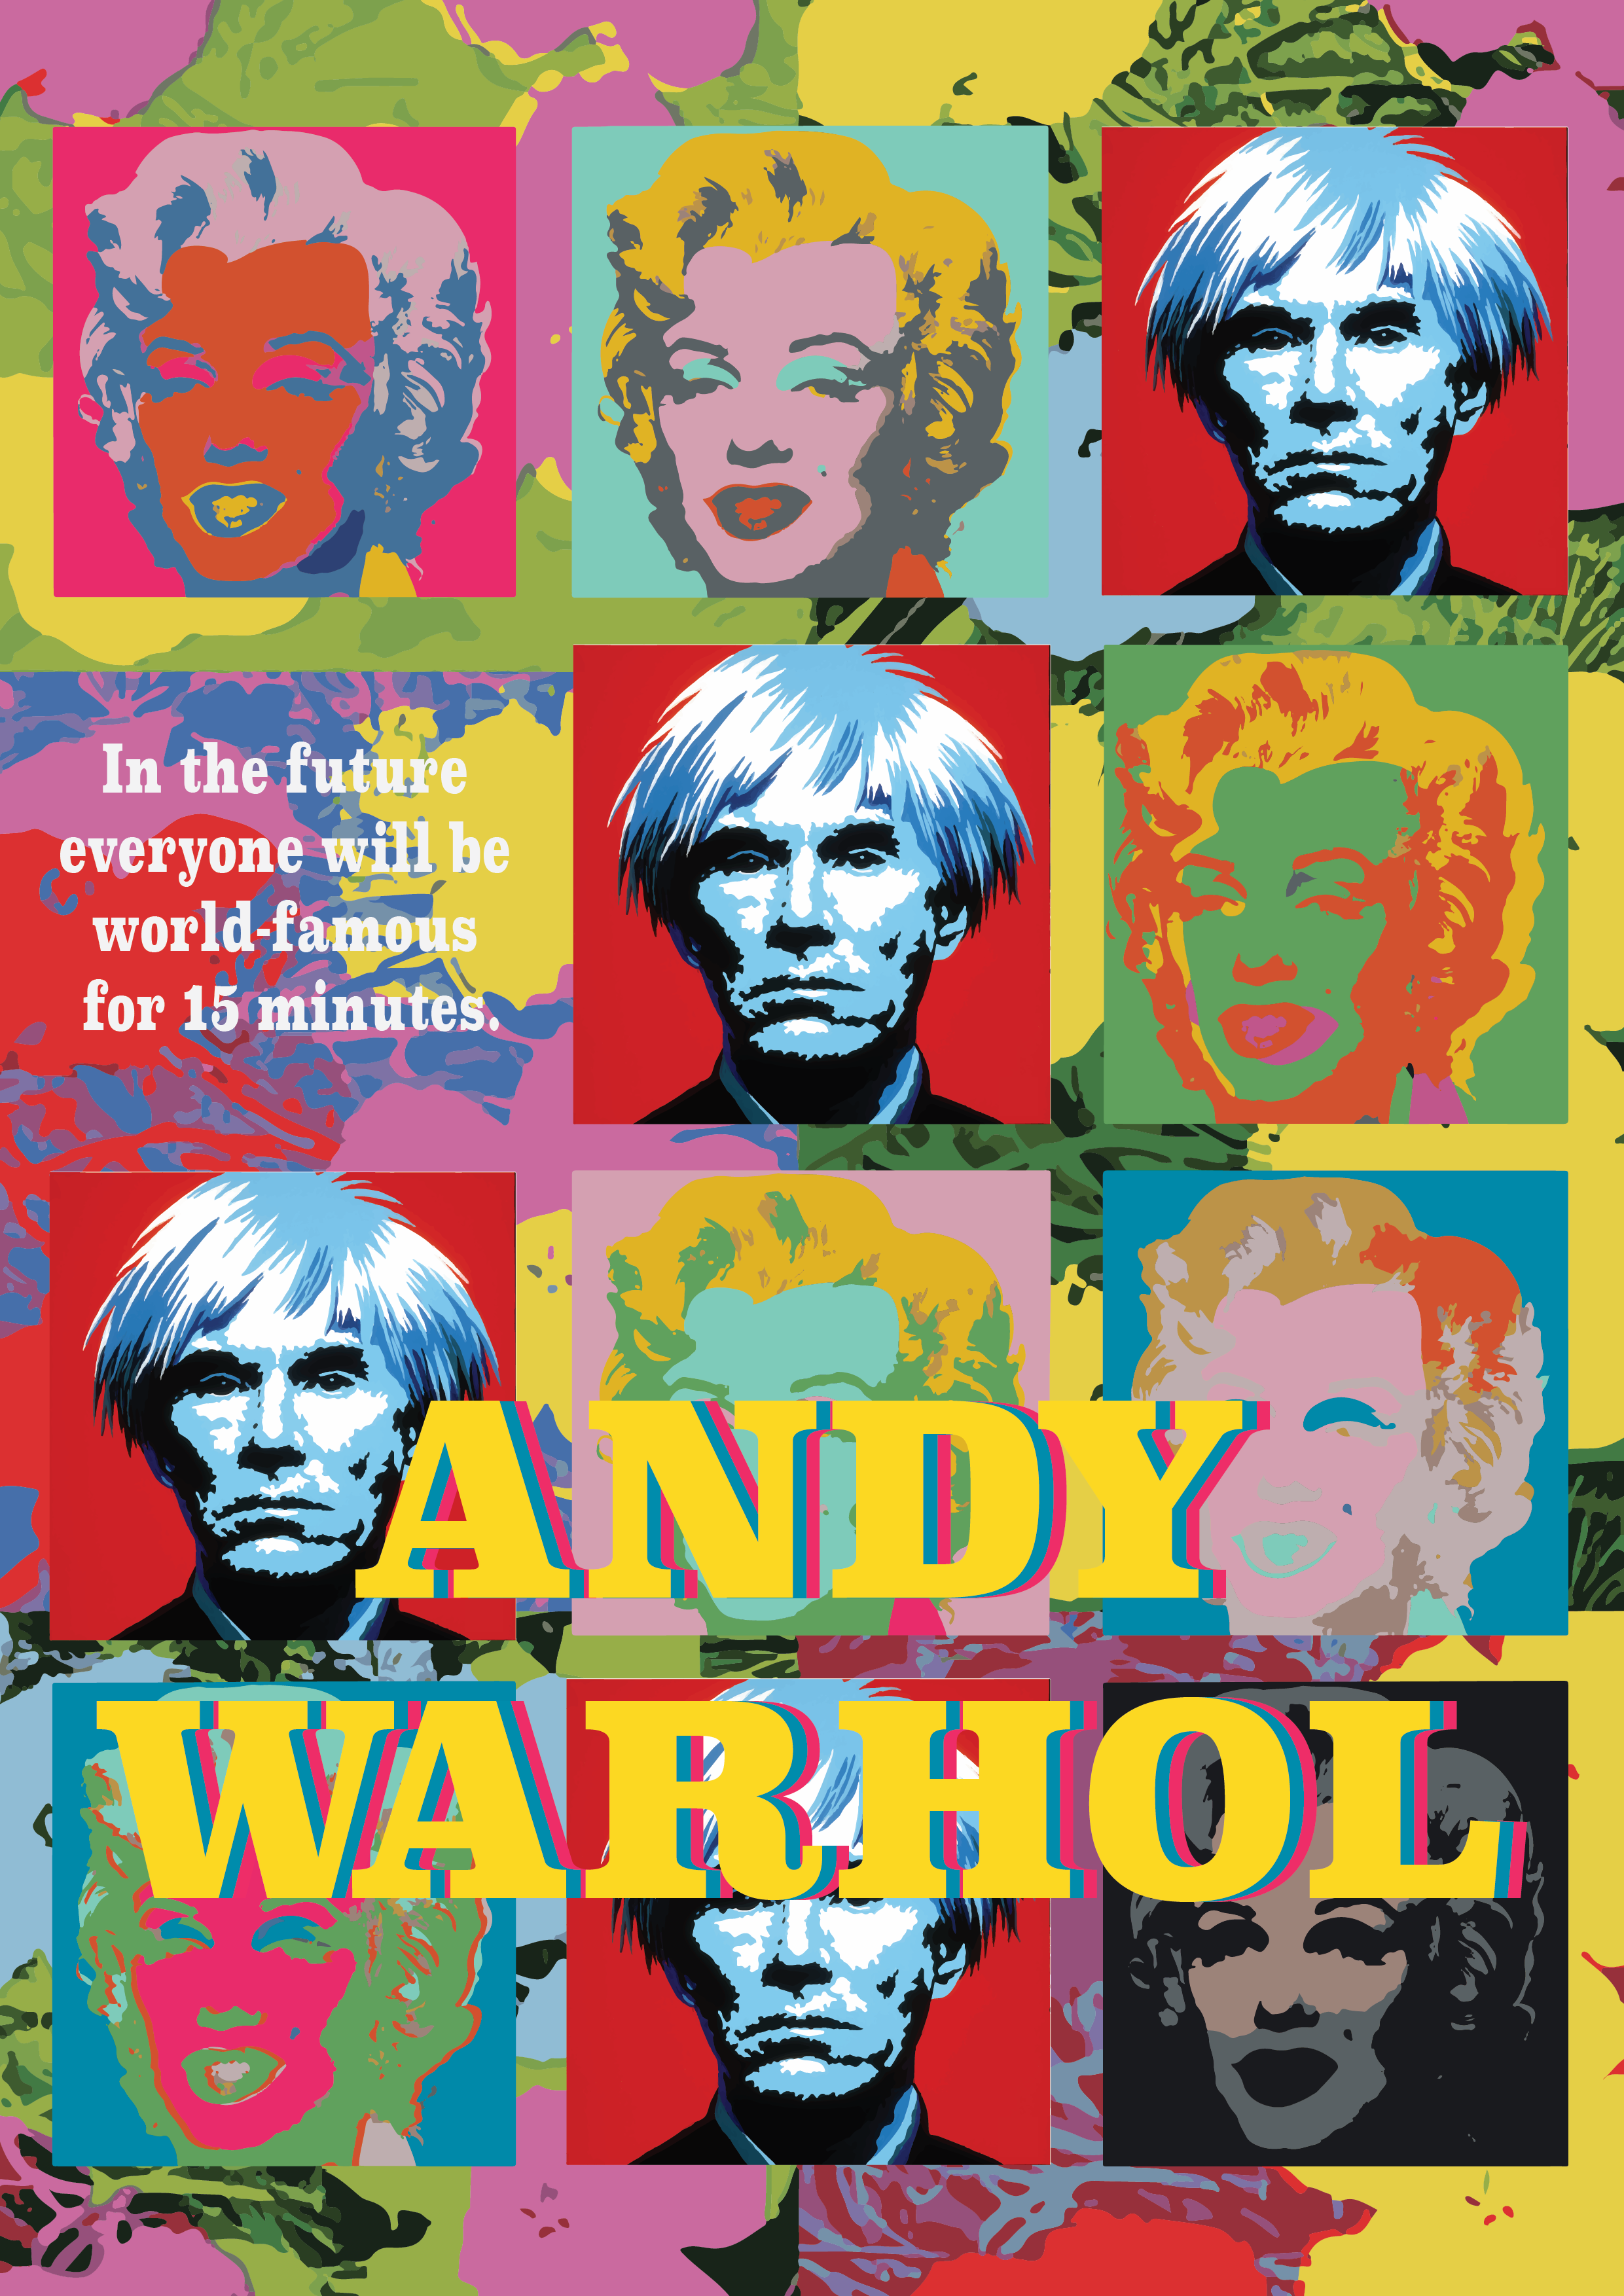 In the future
everyone will be
world-famous
for 15 minutes.
ANDY
WARHOL